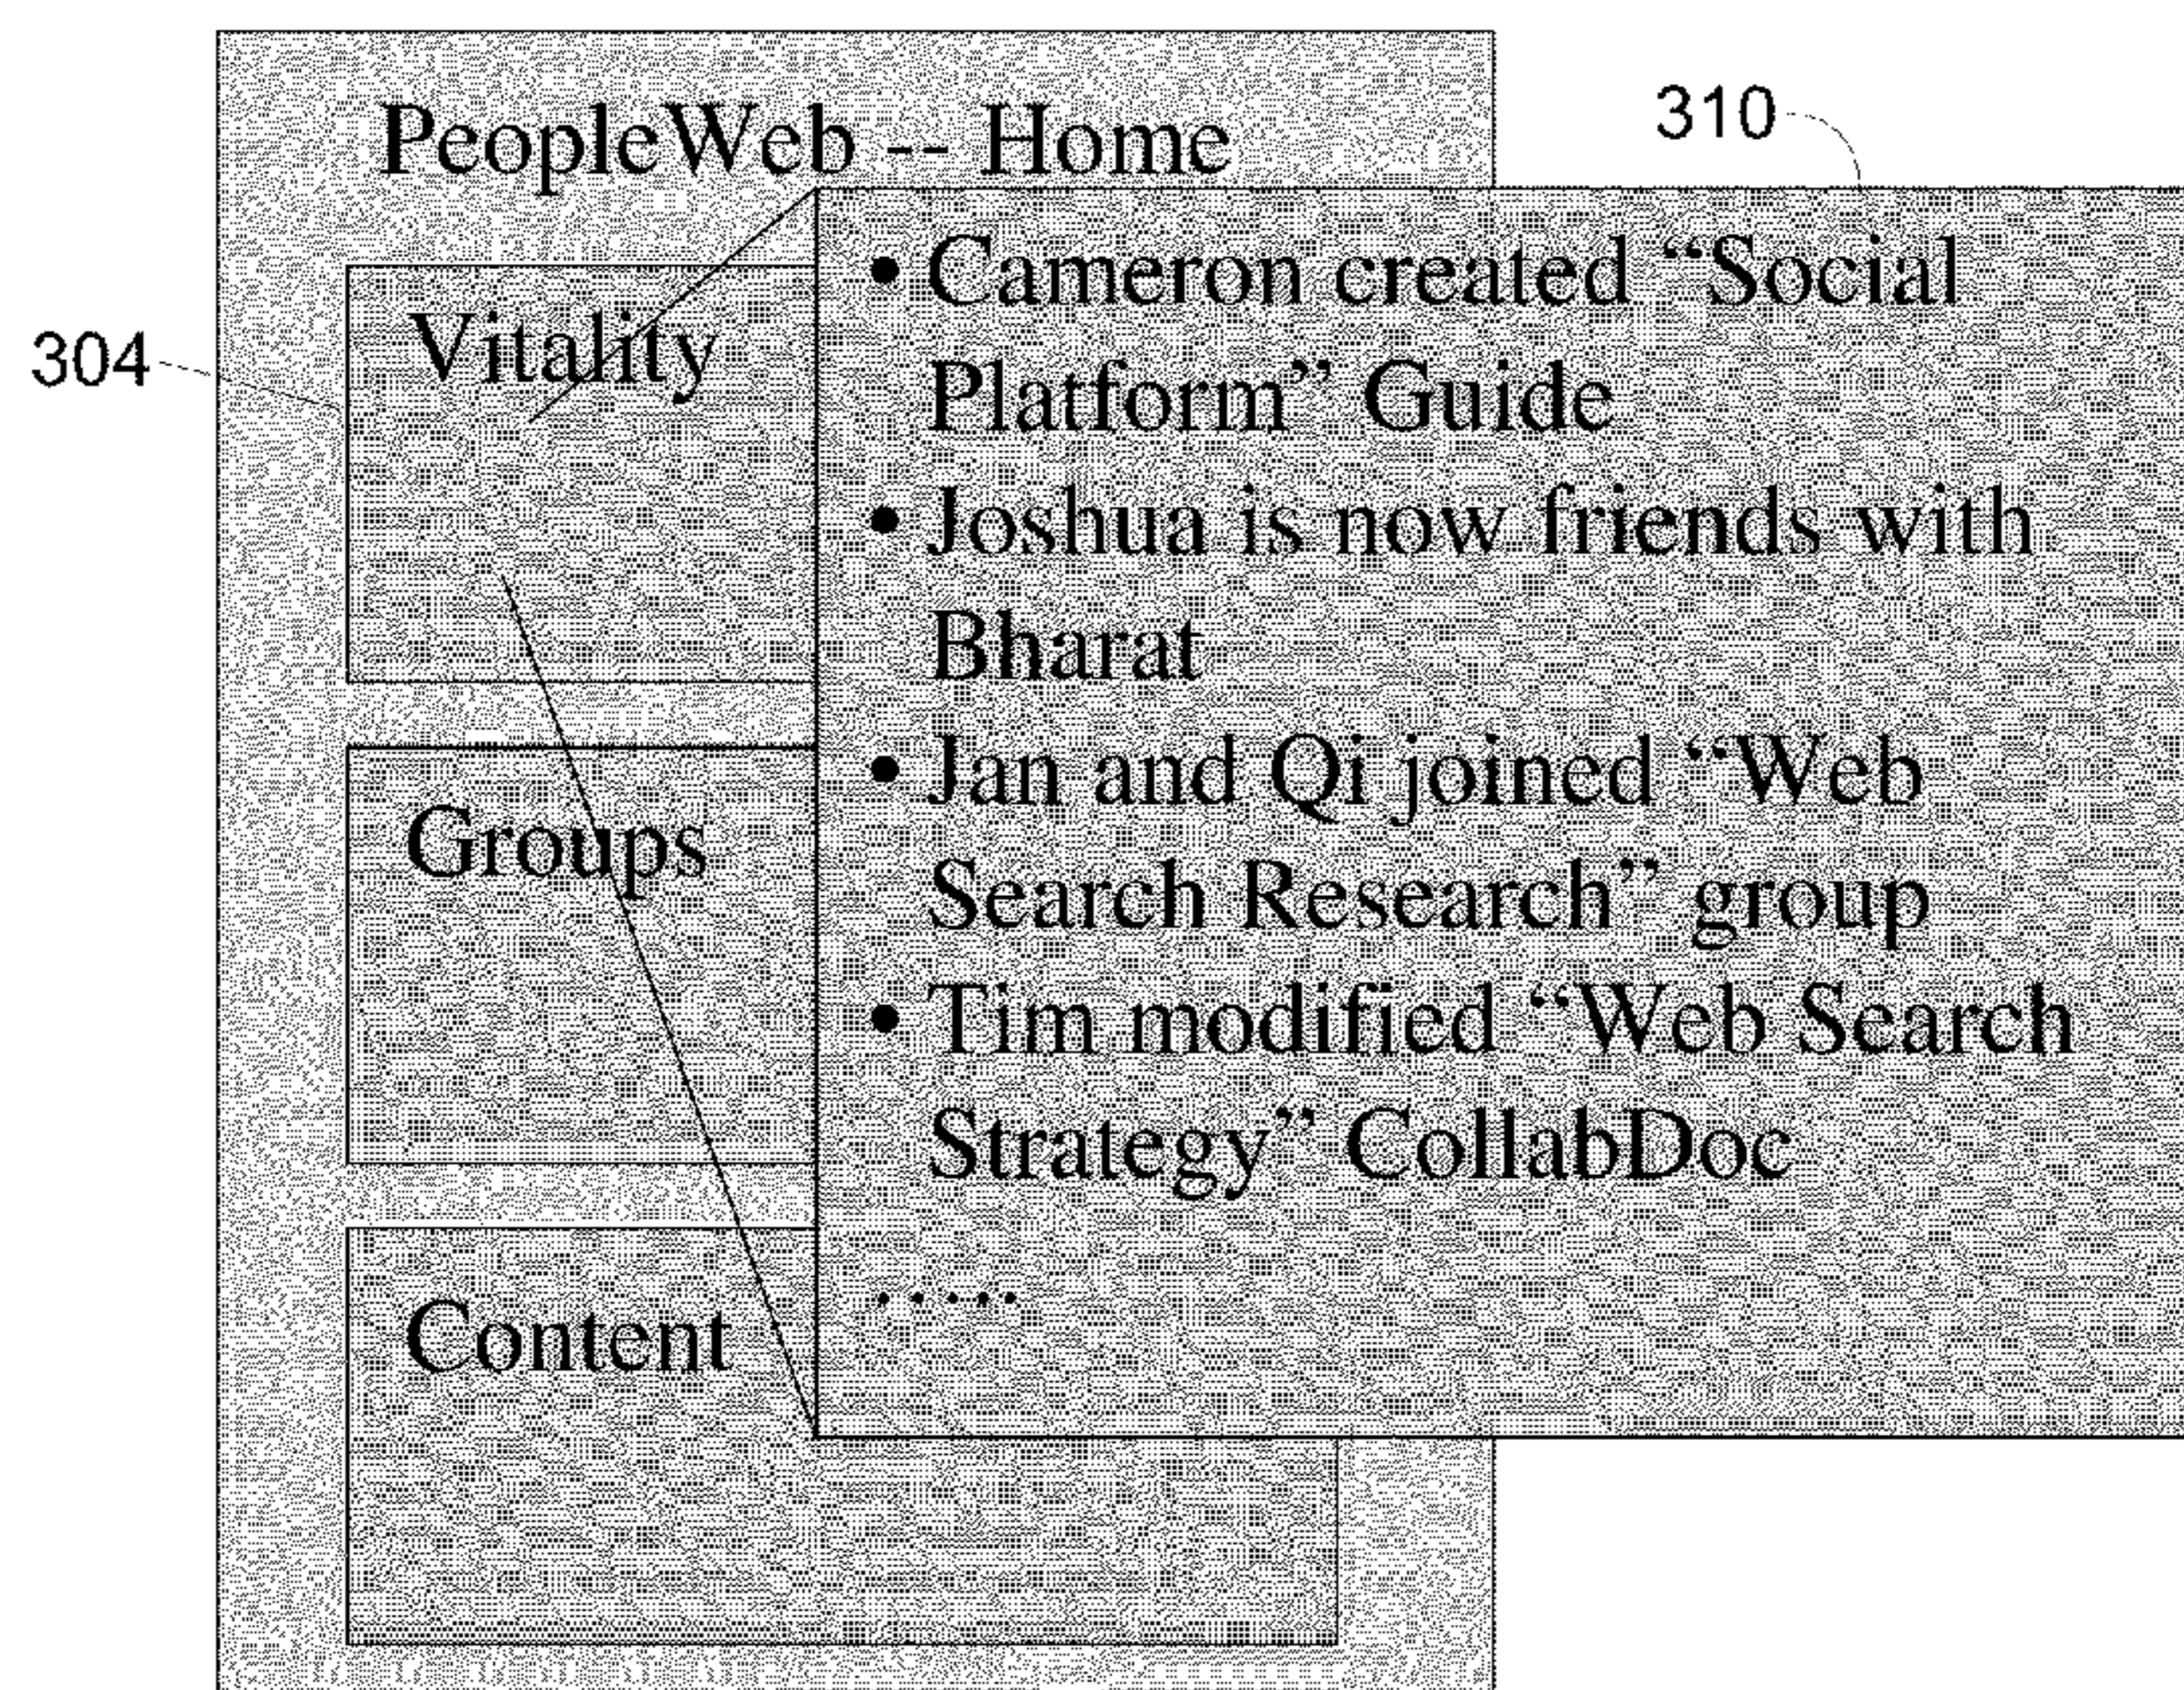 PeopleWeb -- Home
310
304
Vitality
Groups
Content
• Cameron created “Social
Platform” Guide
• Joshua is now friends with
Bharat
• Jan and Qi joined “Web
Search Research” group
• Tim modified “Web Search
Strategy” CollabDoc
.....